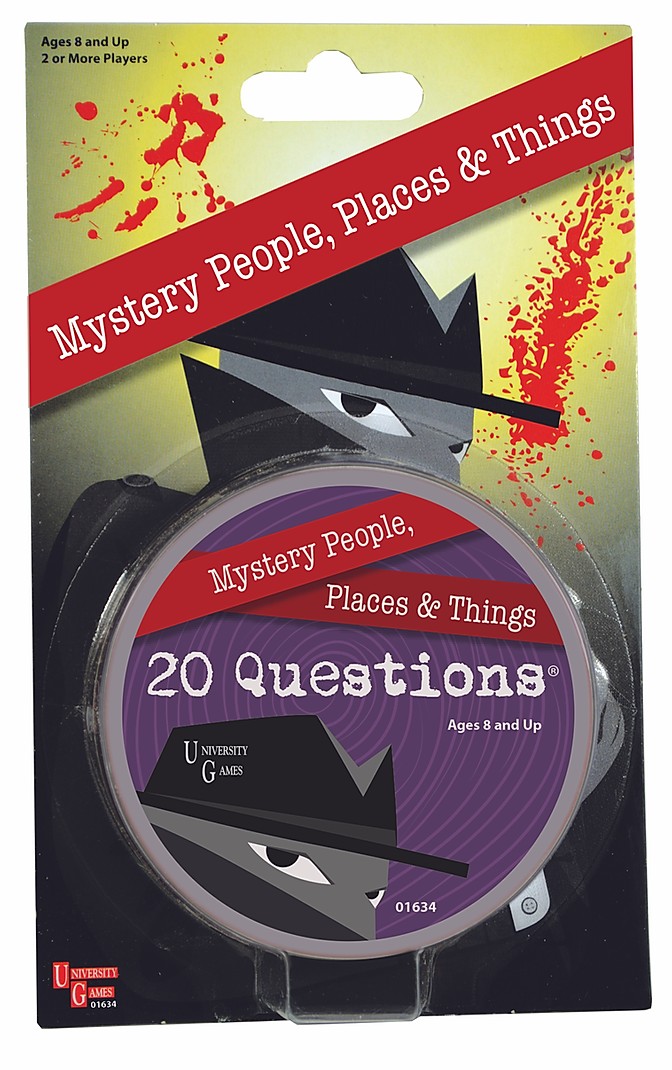 Ages 8 and Up
2 or More Players
Mystery People, Places & Things
Mystery People,
Places & Things
20 Questions®
Ages 8 and Up
UNIVERSITY
GAMES
01634
UNIVERSITY
GAMES
01634